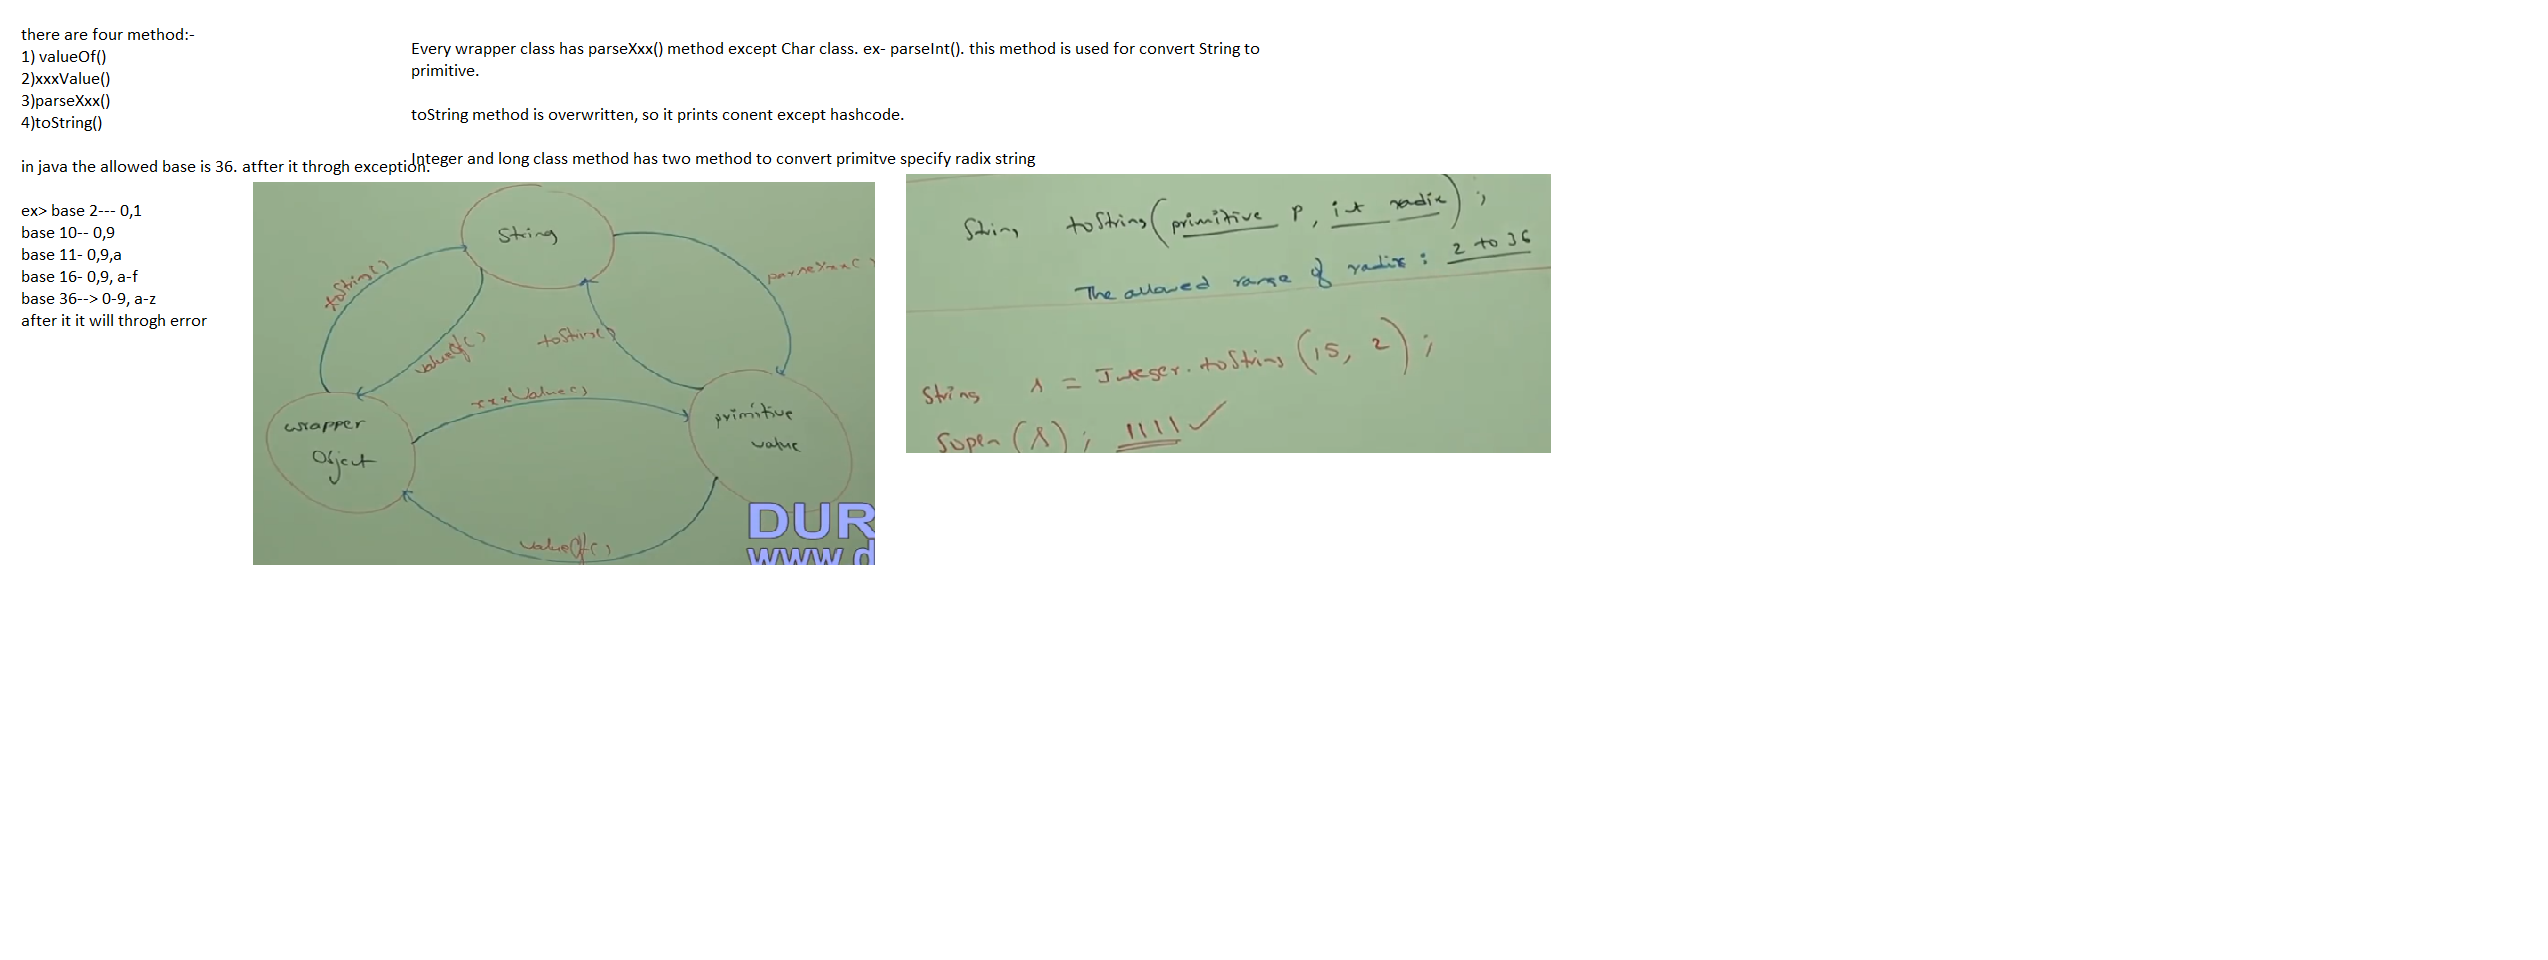 there are four method:-
1) valueOf()
2)xxxValue()
3)parseXxx()
4)toString()
in java the allowed base is 36. atfter it throgh exception.
ex> base 2--- 0,1
base 10-- 0,9
base 11- 0,9,a
base 16- 0,9, a-f
base 36--> 0-9, a-z
after it it will throgh error
Every wrapper class has parseXxx() method except Char class. ex- parseInt(). this method is used for convert String to
primitive.
toString method is overwritten, so it prints conent except hashcode.
Integer and long class method has two method to convert primitve specify radix string
String
toString()
parseXxx( )
valueOf()
toString()
xxxValue()
wrapper
Object
primitive
value
valueOf()
DUR
www.d
String toString(primitive p, int radix);
The allowed range of radix : 2 to 36
String s = Integer.toString(15, 2);
Sopln(s); 1111